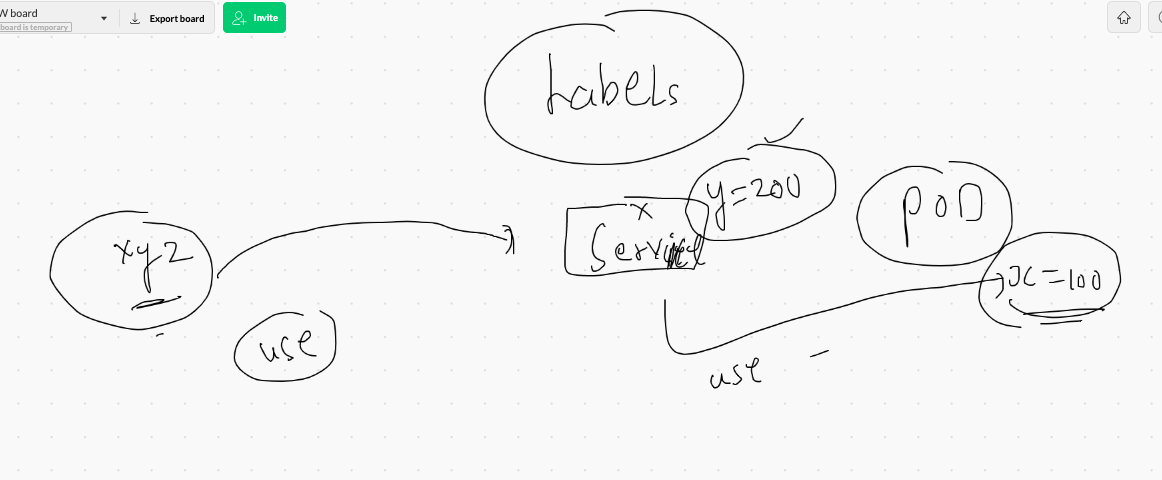 W board
board is temporary
Export board
Invite
Labels
y=200
x
Service
POD
xyz
x=100
use
use